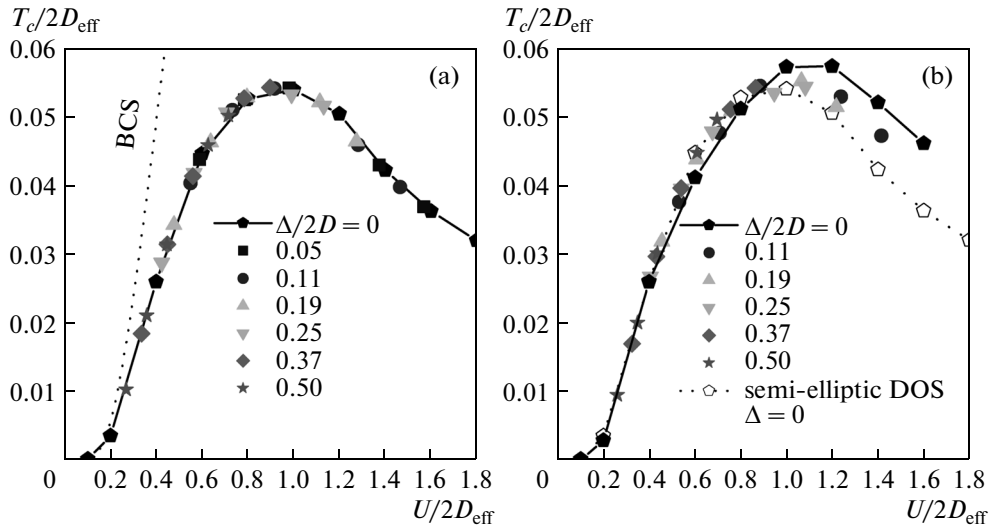 T_c/2D_eff
0.06
0.05
0.04
0.03
0.02
0.01
0
0.2 0.6 1.0 1.4 1.8
0.4 0.8 1.2 1.6
U/2D_eff
BCS
(a)
Δ/2D = 0
0.05
0.11
0.19
0.25
0.37
0.50
T_c/2D_eff
0.06
0.05
0.04
0.03
0.02
0.01
0
0.2 0.6 1.0 1.4 1.8
0.4 0.8 1.2 1.6
U/2D_eff
(b)
Δ/2D = 0
0.11
0.19
0.25
0.37
0.50
semi-elliptic DOS
Δ = 0